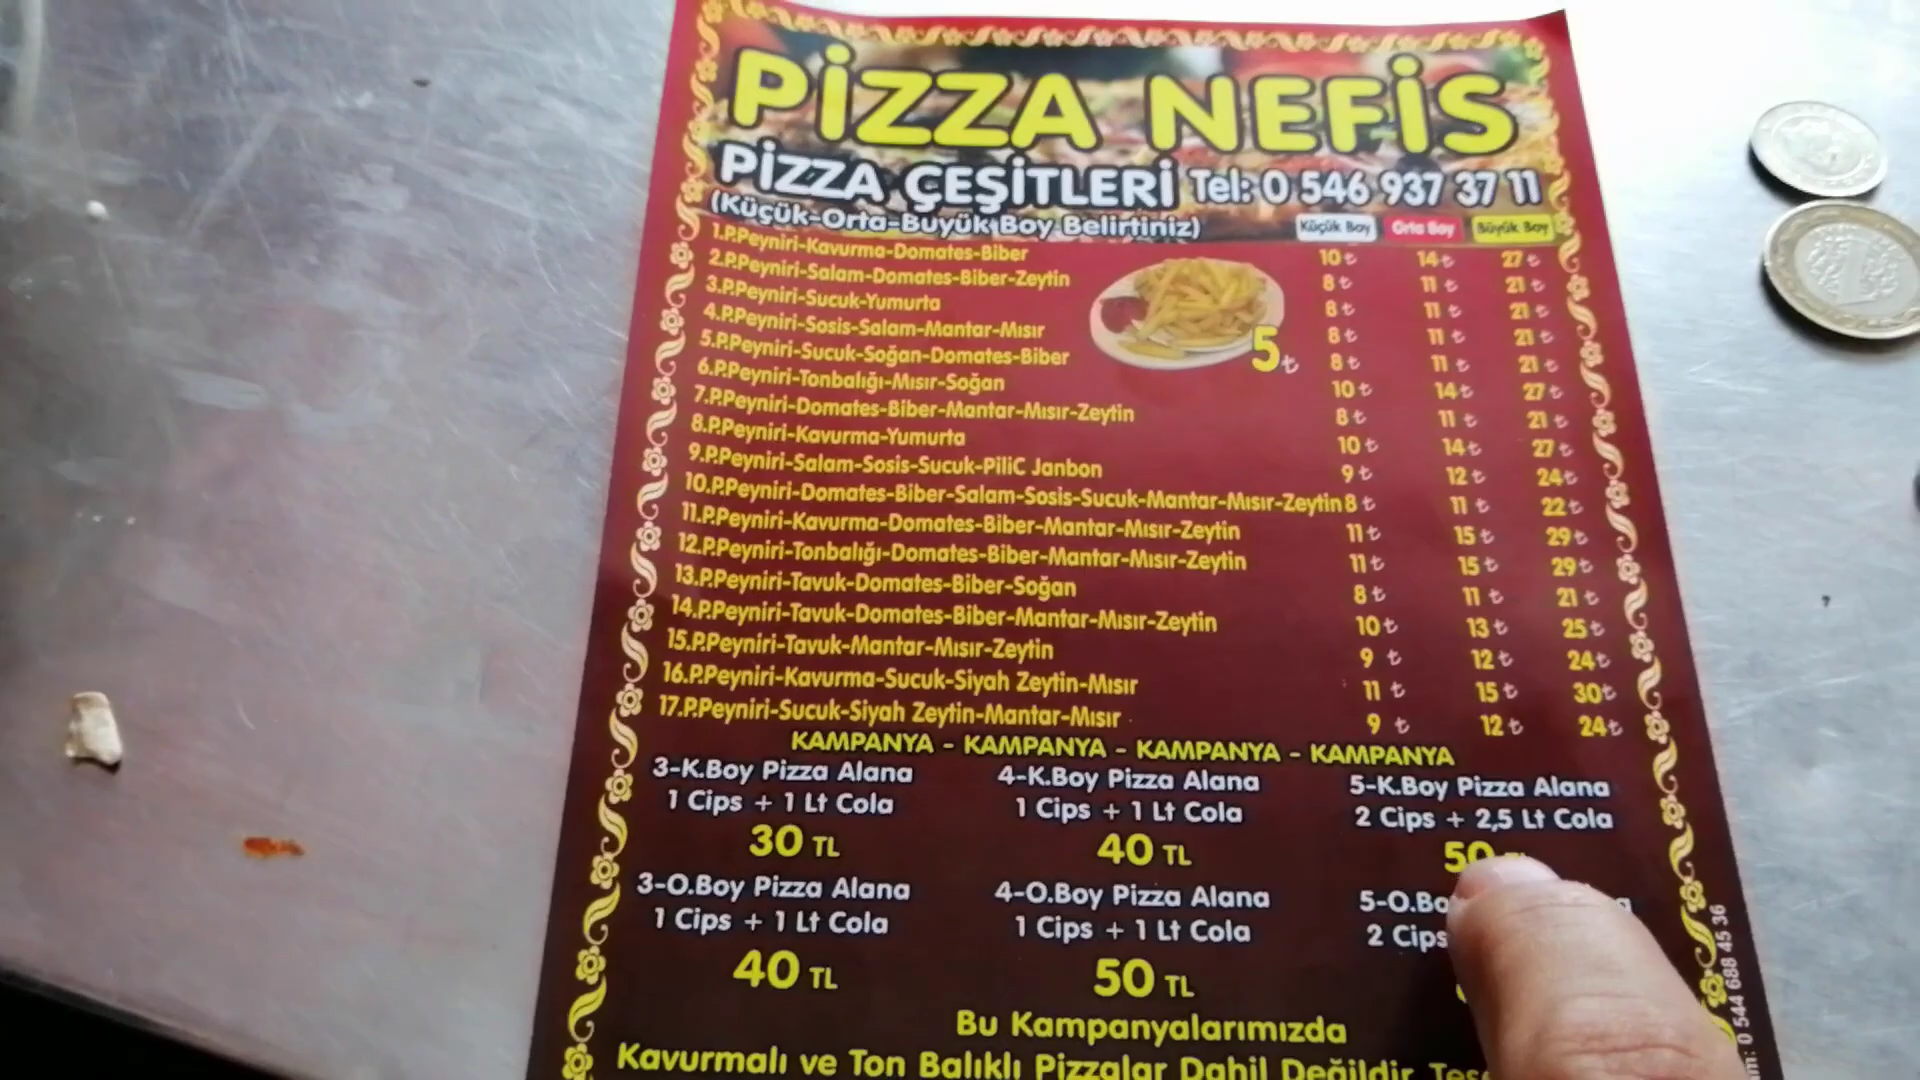 PİZZA NEFİS
PİZZA ÇEŞİTLERİ Tel: 0 546 937 37 11
(Küçük-Orta-Büyük Boy Belirtiniz) Küçük Boy Orta Boy Büyük Boy
1.P.Peyniri-Kavurma-Domates-Biber 10 ₺ 14 ₺ 27 ₺
2.P.Peyniri-Salam-Domates-Biber-Zeytin 8 ₺ 11 ₺ 21 ₺
3.P.Peyniri-Sucuk-Yumurta 8 ₺ 11 ₺ 21 ₺
4.P.Peyniri-Sosis-Salam-Mantar-Mısır 8 ₺ 11 ₺ 21 ₺
5.P.Peyniri-Sucuk-Soğan-Domates-Biber 8 ₺ 11 ₺ 21 ₺
5 ₺
6.P.Peyniri-Tonbalığı-Mısır-Soğan 10 ₺ 14 ₺ 27 ₺
7.P.Peyniri-Domates-Biber-Mantar-Mısır-Zeytin 8 ₺ 11 ₺ 21 ₺
8.P.Peyniri-Kavurma-Yumurta 10 ₺ 14 ₺ 27 ₺
9.P.Peyniri-Salam-Sosis-Sucuk-PiliC Janbon 9 ₺ 12 ₺ 24 ₺
10.P.Peyniri-Domates-Biber-Salam-Sosis-Sucuk-Mantar-Mısır-Zeytin 8 ₺ 11 ₺ 22 ₺
11.P.Peyniri-Kavurma-Domates-Biber-Mantar-Mısır-Zeytin 11 ₺ 15 ₺ 29 ₺
12.P.Peyniri-Tonbalığı-Domates-Biber-Mantar-Mısır-Zeytin 11 ₺ 15 ₺ 29 ₺
13.P.Peyniri-Tavuk-Domates-Biber-Soğan 8 ₺ 11 ₺ 21 ₺
14.P.Peyniri-Tavuk-Domates-Biber-Mantar-Mısır-Zeytin 10 ₺ 13 ₺ 25 ₺
15.P.Peyniri-Tavuk-Mantar-Mısır-Zeytin 9 ₺ 12 ₺ 24 ₺
16.P.Peyniri-Kavurma-Sucuk-Siyah Zeytin-Mısır 11 ₺ 15 ₺ 30 ₺
17.P.Peyniri-Sucuk-Siyah Zeytin-Mantar-Mısır 9 ₺ 12 ₺ 24 ₺
KAMPANYA - KAMPANYA - KAMPANYA - KAMPANYA
3-K.Boy Pizza Alana
1 Cips + 1 Lt Cola
30 TL
4-K.Boy Pizza Alana
1 Cips + 1 Lt Cola
40 TL
5-K.Boy Pizza Alana
2 Cips + 2,5 Lt Cola
50
3-O.Boy Pizza Alana
1 Cips + 1 Lt Cola
40 TL
4-O.Boy Pizza Alana
1 Cips + 1 Lt Cola
50 TL
5-O.Bo
2 Cips
Bu Kampanyalarımızda
Kavurmalı ve Ton Balıklı Pizzalar Dahil Değildir
0 544 688 45 36